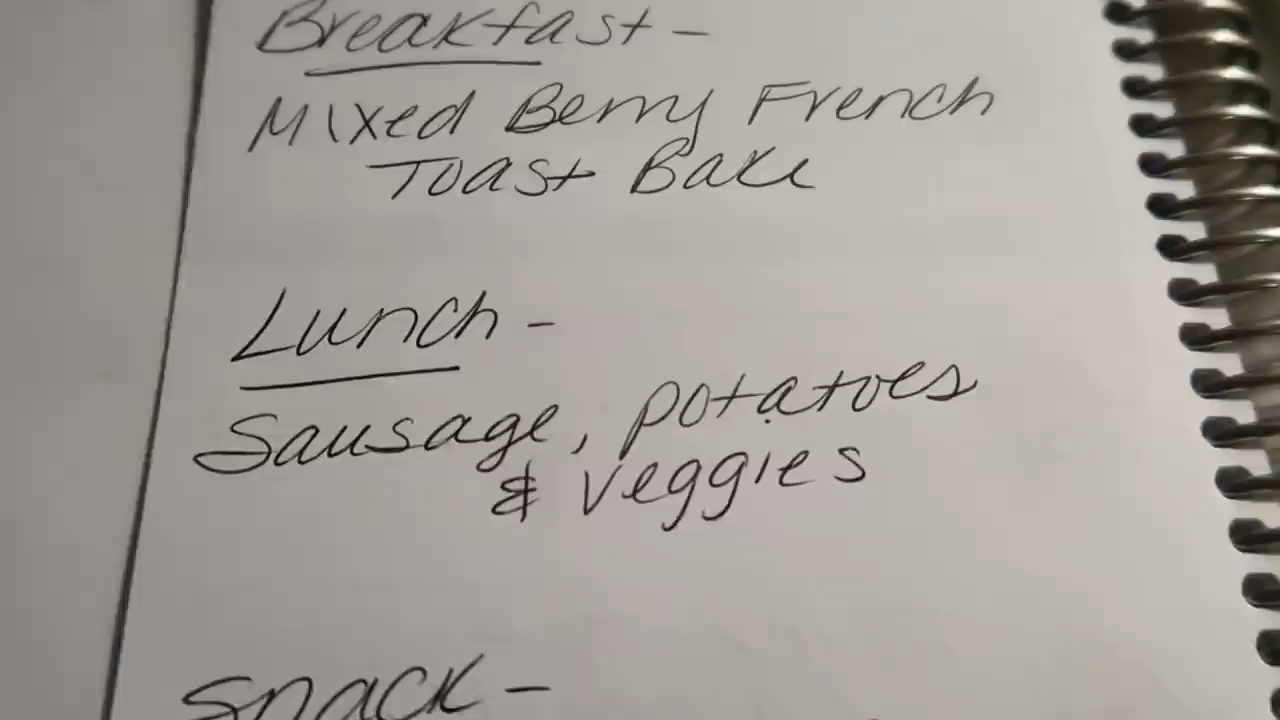 Breakfast -
Mixed Berry French
Toast Bake
Lunch -
Sausage, potatoes
& veggies
Snack -